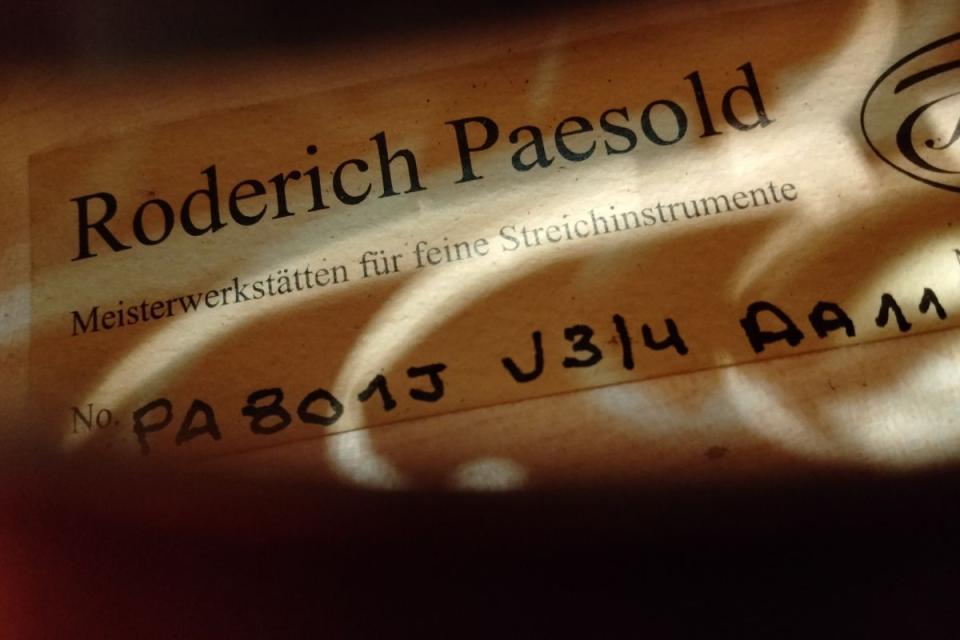 Roderich Paesold
Meisterwerkstätten für feine Streichinstrumente
No. PA 801J V3/4 AA11